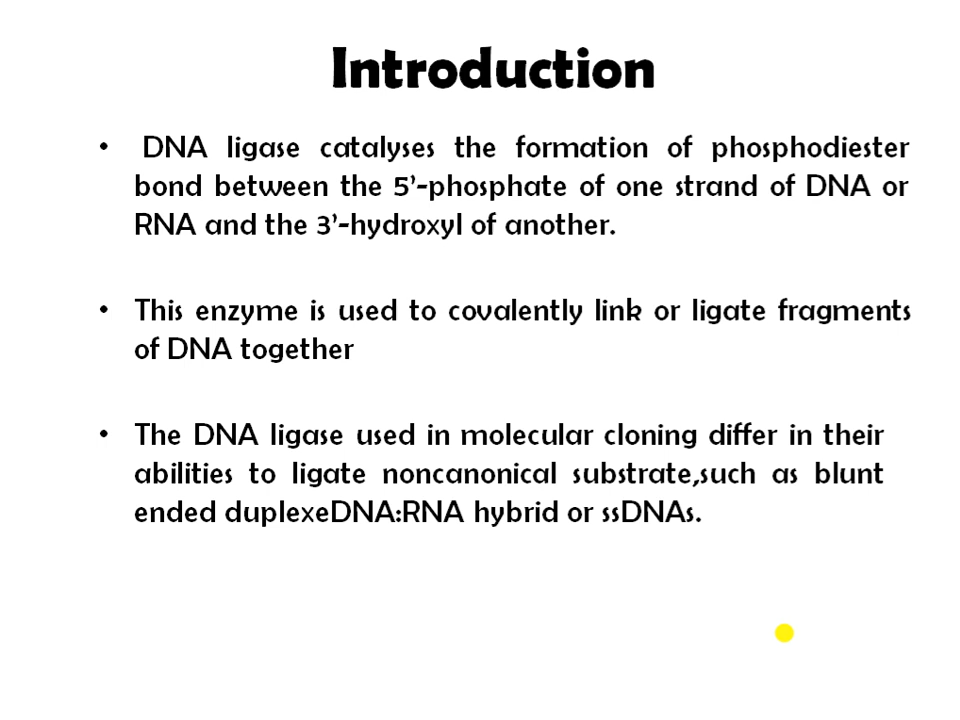 Introduction
• DNA ligase catalyses the formation of phosphodiester
bond between the 5'-phosphate of one strand of DNA or
RNA and the 3'-hydroxyl of another.
• This enzyme is used to covalently link or ligate fragments
of DNA together
• The DNA ligase used in molecular cloning differ in their
abilities to ligate noncanonical substrate,such as blunt
ended duplexeDNA:RNA hybrid or ssDNAs.